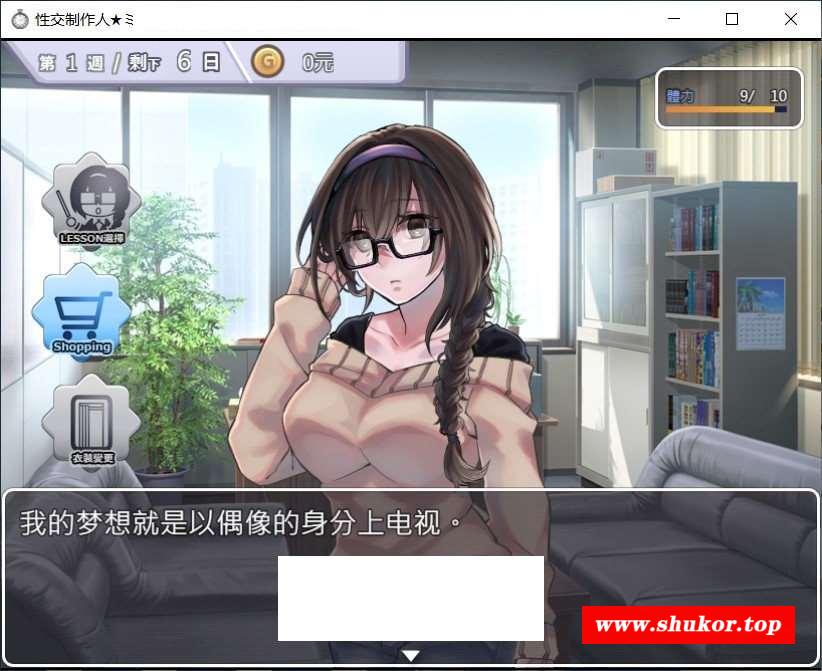 性交制作人★ミ
第 1 週 / 剩下 6 日
G 0元
體力 9/ 10
LESSON選擇
Shopping
衣裝變更
我的梦想就是以偶像的身分上电视。
www.shukor.top